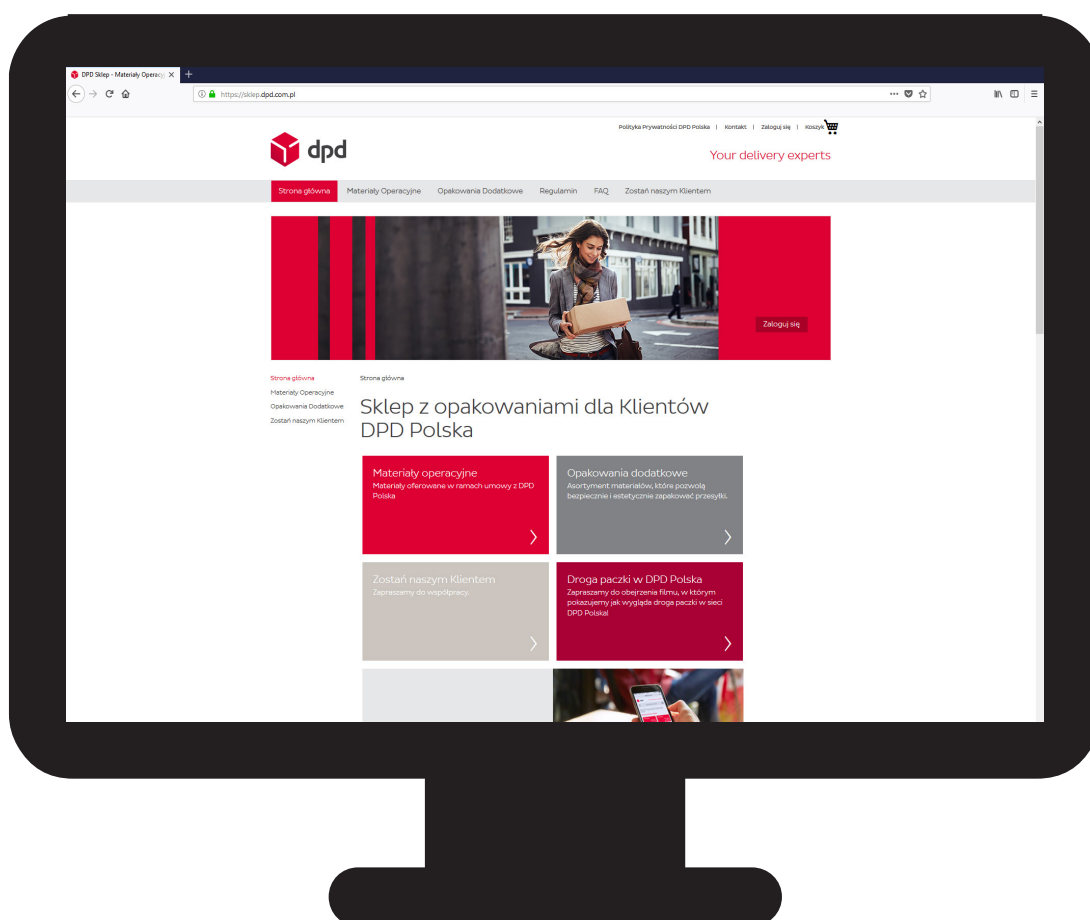 DPD Sklep - Materiały Operacyj
https://sklep.dpd.com.pl
Polityka Prywatności DPD Polska | Kontakt | Zaloguj się | Koszyk
dpd
Your delivery experts
Strona główna Materiały Operacyjne Opakowania Dodatkowe Regulamin FAQ Zostań naszym Klientem
Zaloguj się
Strona główna
Materiały Operacyjne
Opakowania Dodatkowe
Zostań naszym Klientem
Strona główna
Sklep z opakowaniami dla Klientów
DPD Polska
Materiały operacyjne
Materiały oferowane w ramach umowy z DPD
Polska
Opakowania dodatkowe
Asortyment materiałów, które pozwolą
bezpiecznie i estetycznie zapakować przesyłki.
Zostań naszym Klientem
Zapraszamy do współpracy.
Droga paczki w DPD Polska
Zapraszamy do obejrzenia filmu, w którym
pokazujemy jak wygląda droga paczki w sieci
DPD Polska!